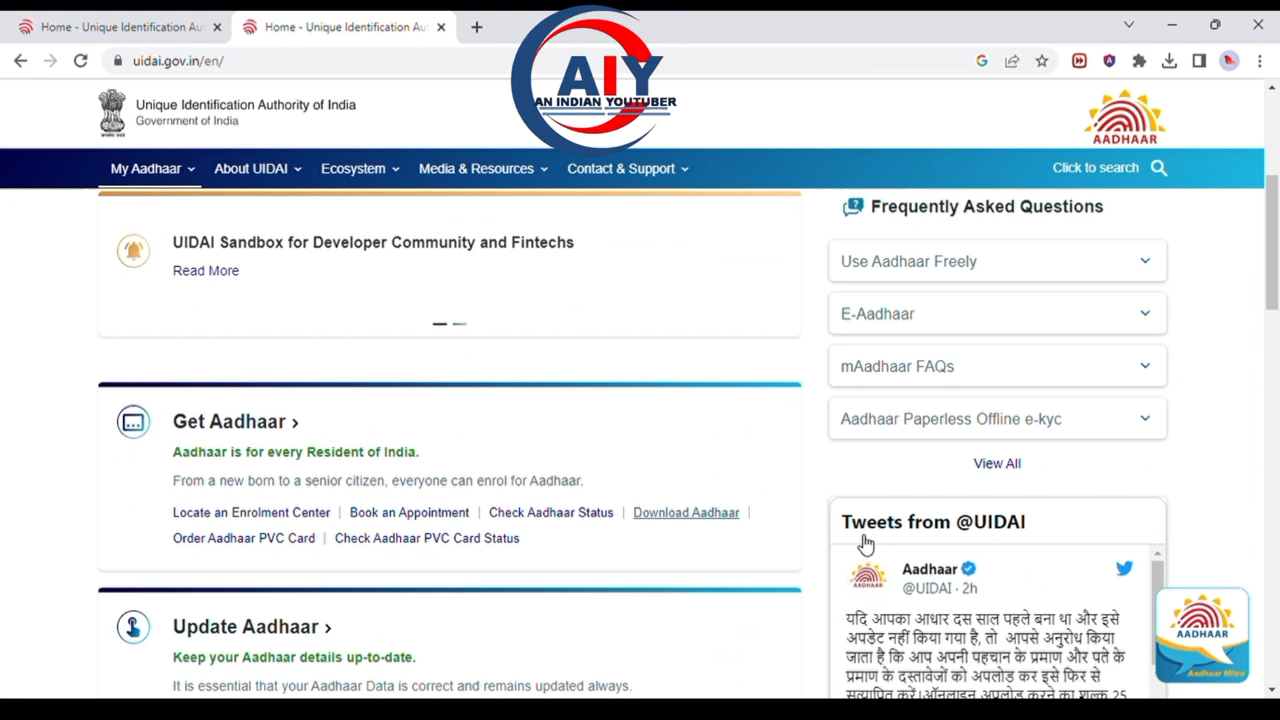 Home - Unique Identification Au
Home - Unique Identification Au
uidai.gov.in/en/
AIY
AN INDIAN YOUTUBER
Unique Identification Authority of India
Government of India
AADHAAR
My Aadhaar
About UIDAI
Ecosystem
Media & Resources
Contact & Support
Click to search
UIDAI Sandbox for Developer Community and Fintechs
Read More
Get Aadhaar >
Aadhaar is for every Resident of India.
From a new born to a senior citizen, everyone can enrol for Aadhaar.
Locate an Enrolment Center | Book an Appointment | Check Aadhaar Status | Download Aadhaar |
Order Aadhaar PVC Card | Check Aadhaar PVC Card Status
Update Aadhaar >
Keep your Aadhaar details up-to-date.
It is essential that your Aadhaar Data is correct and remains updated always.
Frequently Asked Questions
Use Aadhaar Freely
E-Aadhaar
mAadhaar FAQs
Aadhaar Paperless Offline e-kyc
View All
Tweets from @UIDAI
Aadhaar
@UIDAI · 2h
यदि आपका आधार दस साल पहले बना था और इसे
अपडेट नहीं किया गया है, तो आपसे अनुरोध किया
जाता है कि आप अपनी पहचान के प्रमाण और पते के
प्रमाण के दस्तावेजों को अपलोड कर इसे फिर से
सत्यापित करें।ऑनलाइन अपलोड करने का शुल्क 25
AADHAAR
Aadhaar Mitra